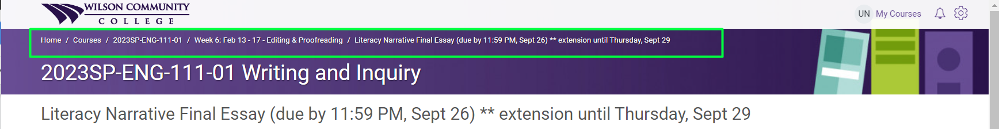 WILSON COMMUNITY
COLLEGE
UN My Courses
Home / Courses / 2023SP-ENG-111-01 / Week 6: Feb 13 - 17 - Editing & Proofreading / Literacy Narrative Final Essay (due by 11:59 PM, Sept 26) ** extension until Thursday, Sept 29
2023SP-ENG-111-01 Writing and Inquiry
Literacy Narrative Final Essay (due by 11:59 PM, Sept 26) ** extension until Thursday, Sept 29